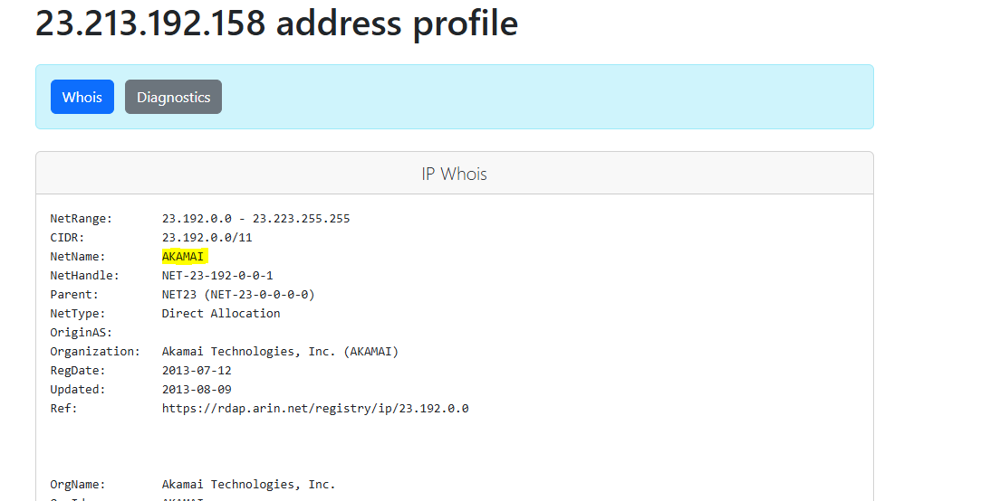 23.213.192.158 address profile
Whois Diagnostics
IP Whois
NetRange: 23.192.0.0 - 23.223.255.255
CIDR: 23.192.0.0/11
NetName: AKAMAI
NetHandle: NET-23-192-0-0-1
Parent: NET23 (NET-23-0-0-0-0)
NetType: Direct Allocation
OriginAS:
Organization: Akamai Technologies, Inc. (AKAMAI)
RegDate: 2013-07-12
Updated: 2013-08-09
Ref: https://rdap.arin.net/registry/ip/23.192.0.0
OrgName: Akamai Technologies, Inc.